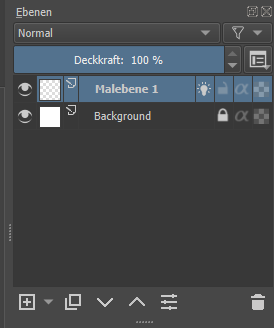 Ebenen
Normal
Deckkraft: 100 %
Malebene 1
Background